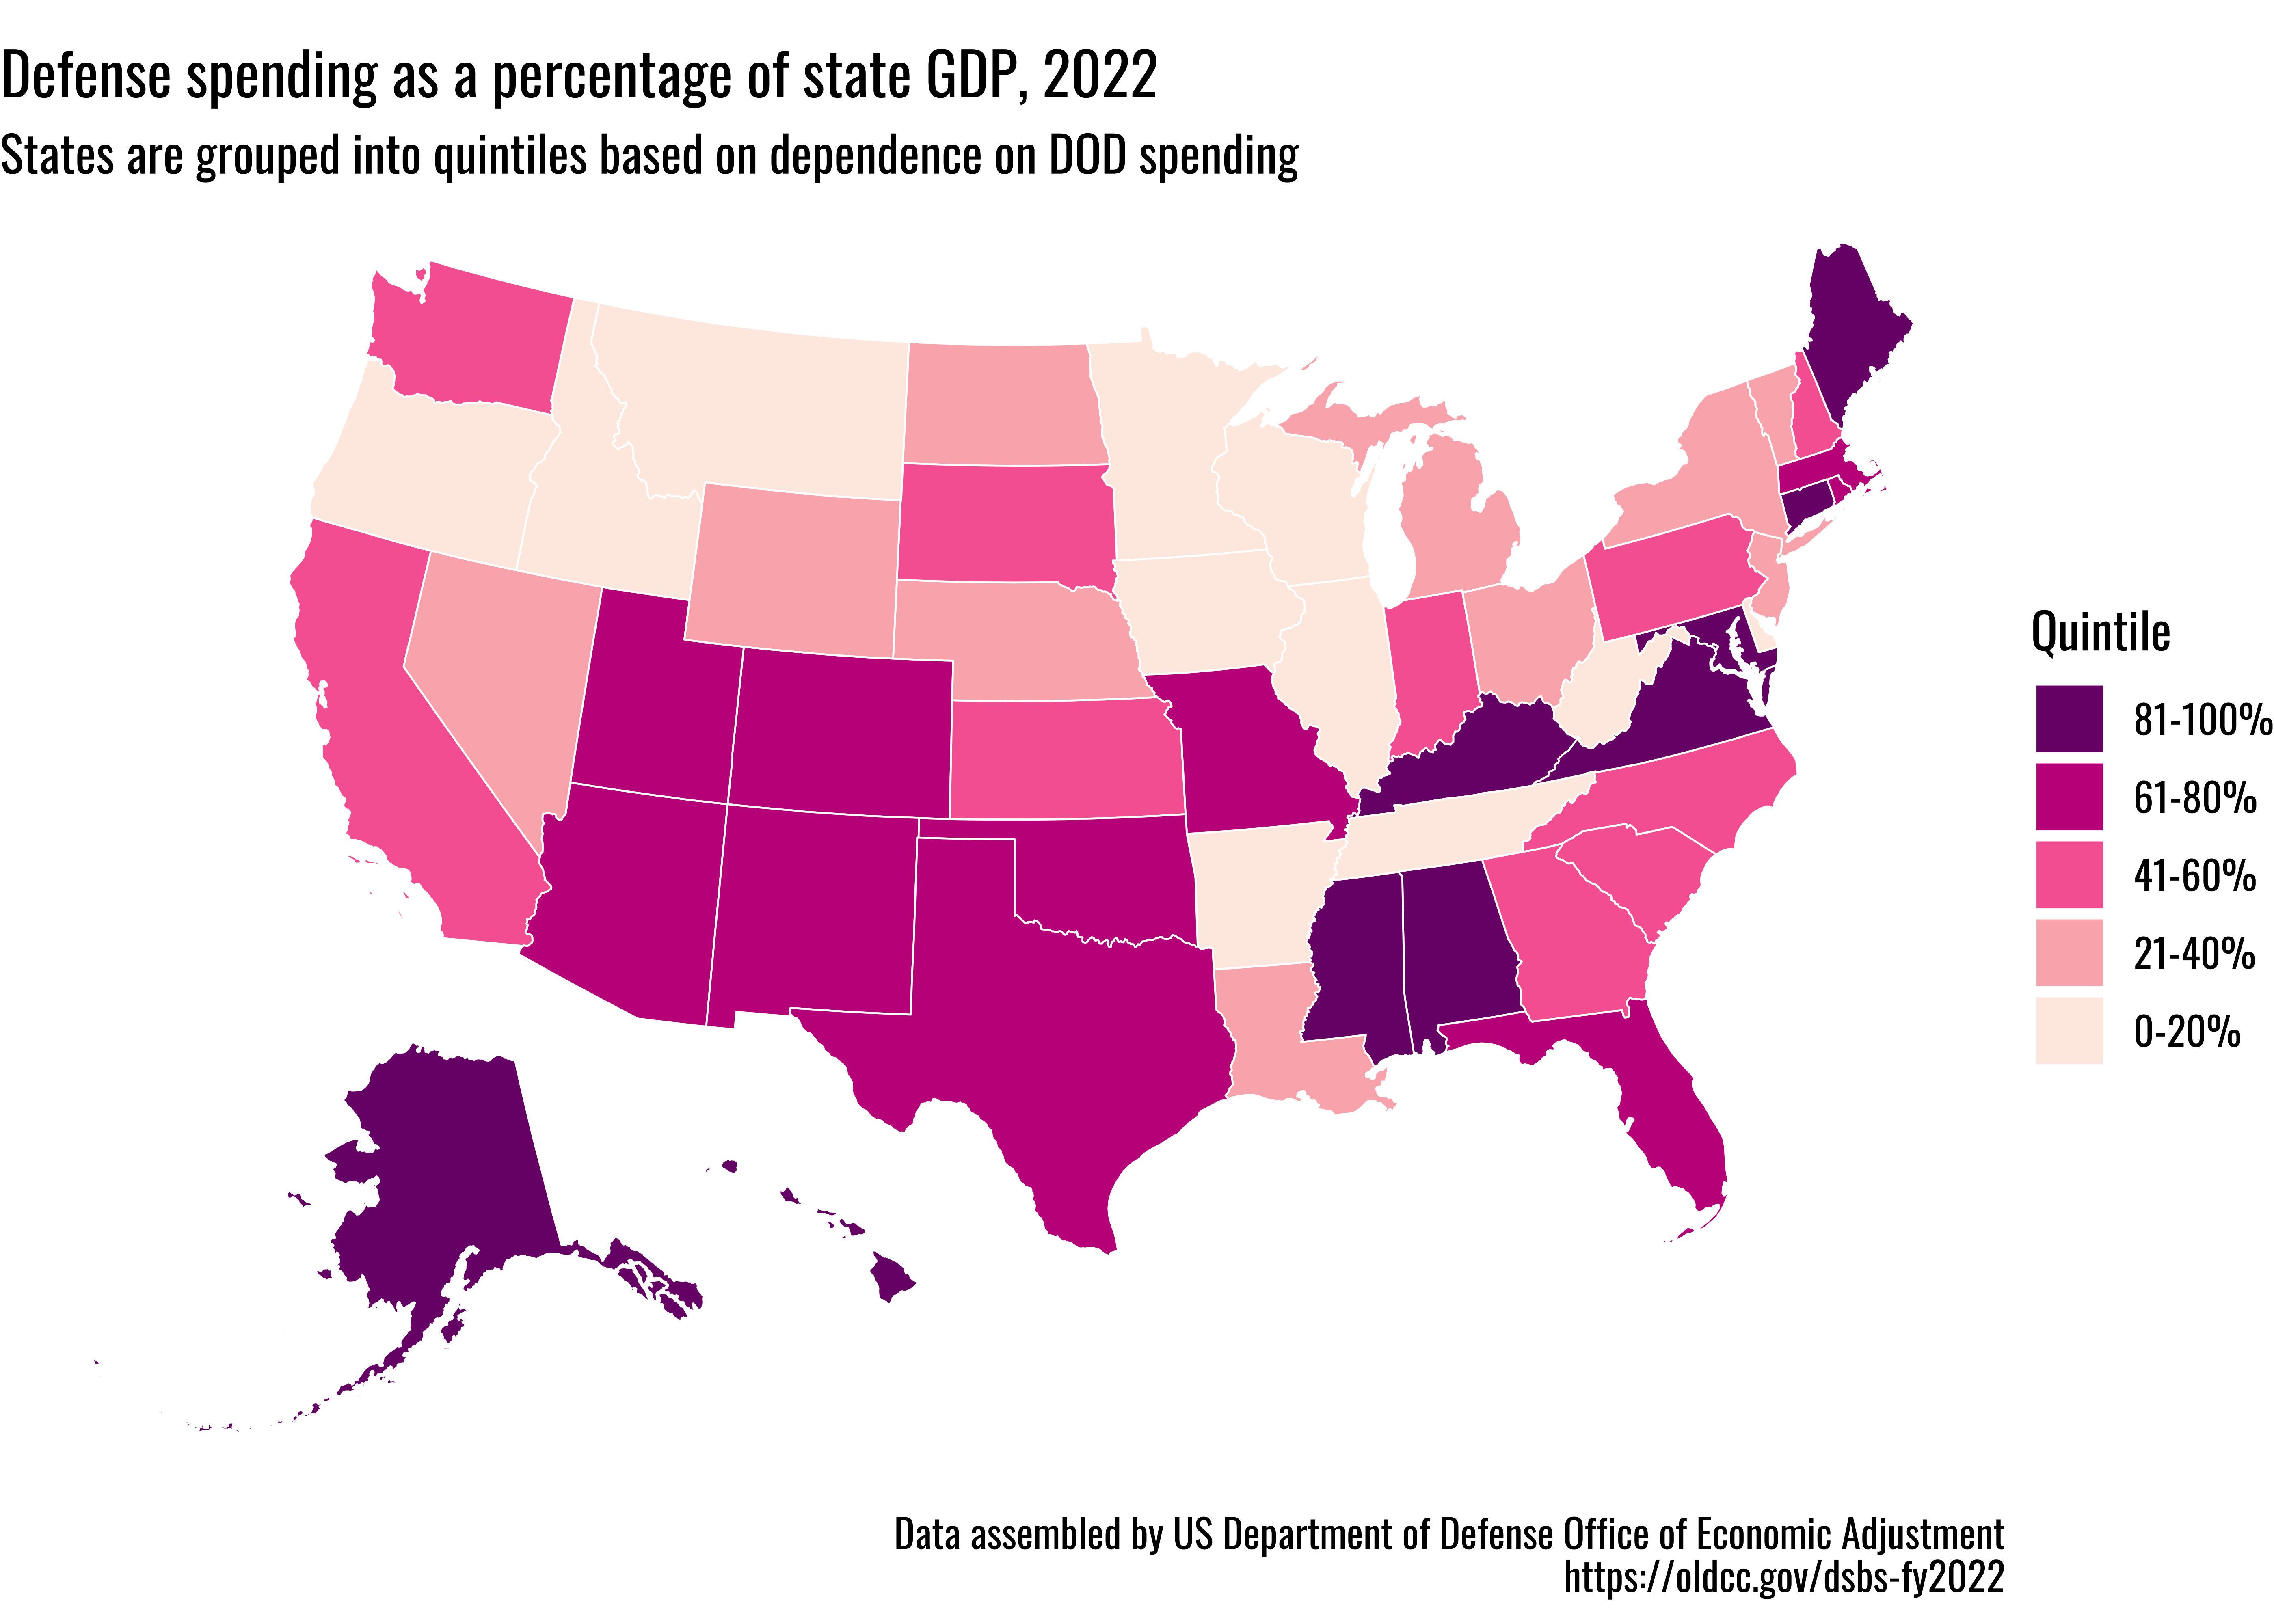 Defense spending as a percentage of state GDP, 2022
States are grouped into quintiles based on dependence on DOD spending
Quintile
81-100%
61-80%
41-60%
21-40%
0-20%
Data assembled by US Department of Defense Office of Economic Adjustment
https://oldcc.gov/dsbs-fy2022